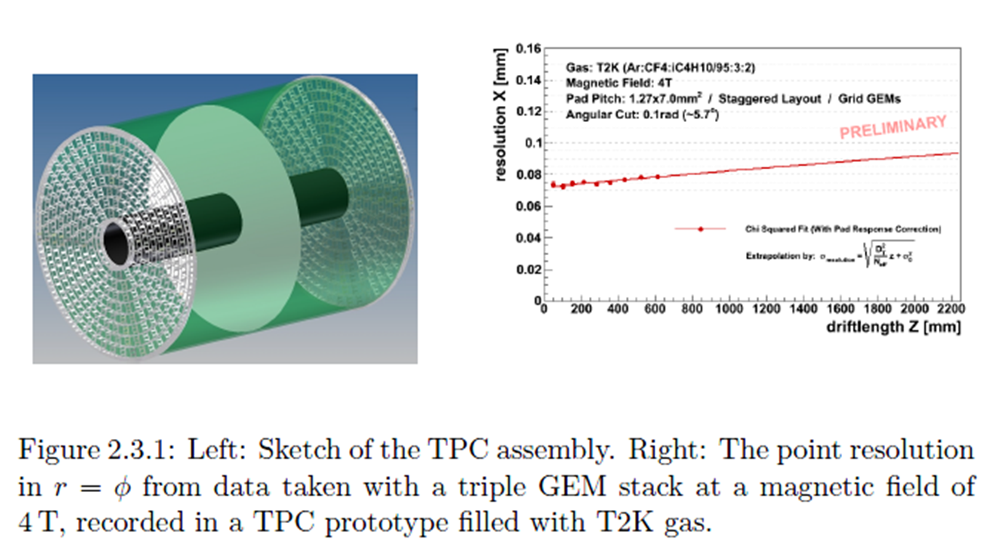 resolution X [mm]
0.16
0.14
0.12
0.1
0.08
0.06
0.04
0.02
0
Gas: T2K (Ar:CF4:iC4H10/95:3:2)
Magnetic Field: 4T
Pad Pitch: 1.27x7.0mm² / Staggered Layout / Grid GEMs
Angular Cut: 0.1rad (~5.7°)
PRELIMINARY
Chi Squared Fit (With Pad Response Correction)
Extrapolation by:
0 200 400 600 800 1000 1200 1400 1600 1800 2000 2200
driftlength Z [mm]
Figure 2.3.1: Left: Sketch of the TPC assembly. Right: The point resolution
in r = ϕ from data taken with a triple GEM stack at a magnetic field of
4 T, recorded in a TPC prototype filled with T2K gas.